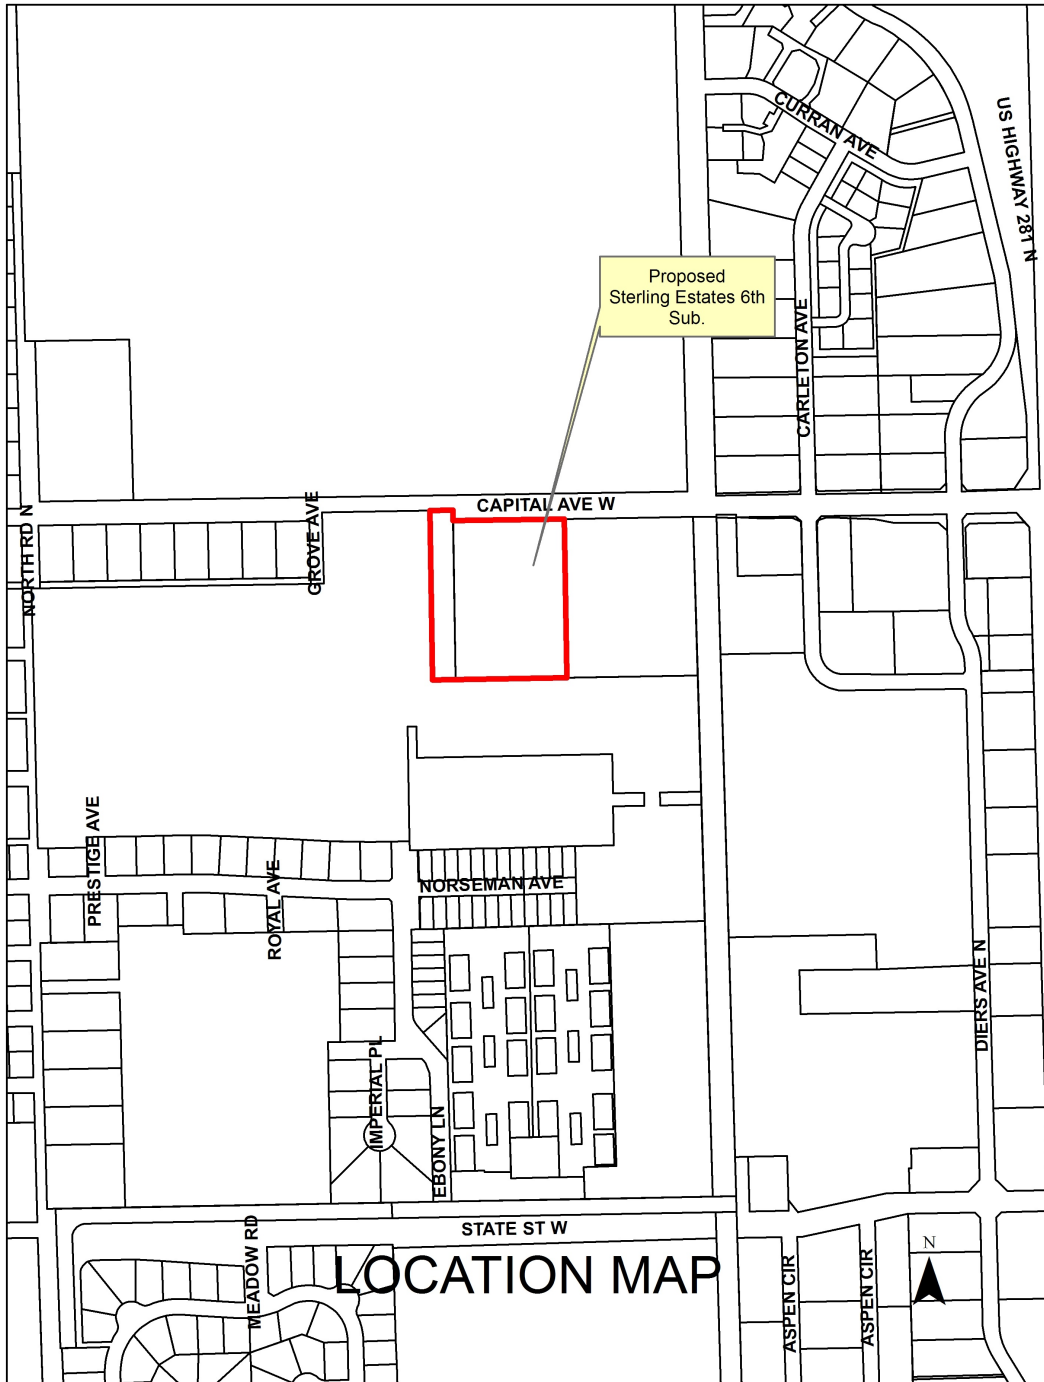 CURRAN AVE
US HIGHWAY 281 N
Proposed
Sterling Estates 6th
Sub.
CARLETON AVE
CAPITAL AVE W
NORTH RD N
GROVE AVE
PRESTIGE AVE
ROYAL AVE
NORSEMAN AVE
DIERS AVE N
IMPERIAL PL
EBONY LN
STATE ST W
MEADOW RD
LOCATION MAP
ASPEN CIR
ASPEN CIR
N